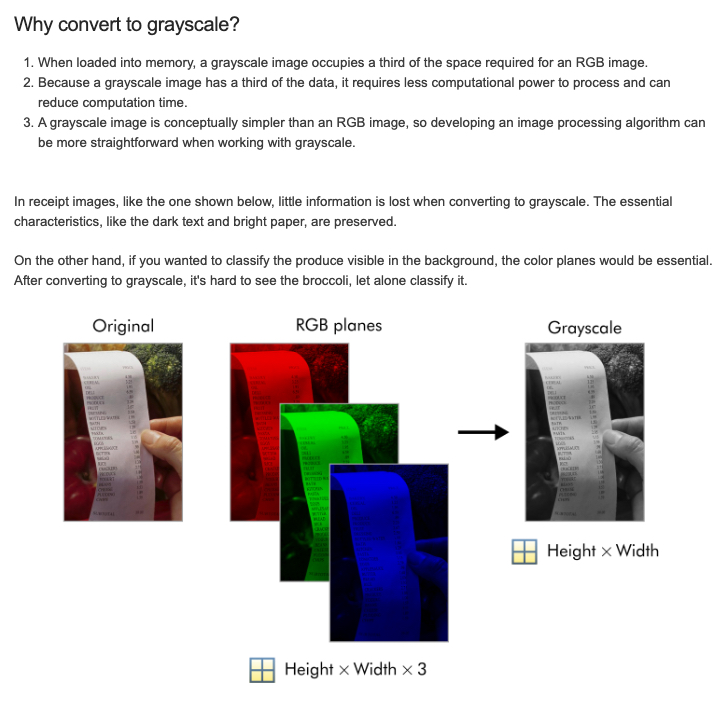 Why convert to grayscale?
1. When loaded into memory, a grayscale image occupies a third of the space required for an RGB image.
2. Because a grayscale image has a third of the data, it requires less computational power to process and can
reduce computation time.
3. A grayscale image is conceptually simpler than an RGB image, so developing an image processing algorithm can
be more straightforward when working with grayscale.
In receipt images, like the one shown below, little information is lost when converting to grayscale. The essential
characteristics, like the dark text and bright paper, are preserved.
On the other hand, if you wanted to classify the produce visible in the background, the color planes would be essential.
After converting to grayscale, it's hard to see the broccoli, let alone classify it.
Original
RGB planes
Grayscale
Height × Width
Height × Width × 3